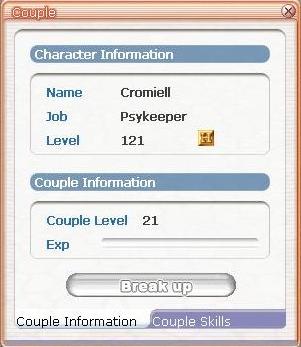 Couple
Character Information
Name Cromiell
Job Psykeeper
Level 121 H
Couple Information
Couple Level 21
Exp
Break up
Couple Information Couple Skills